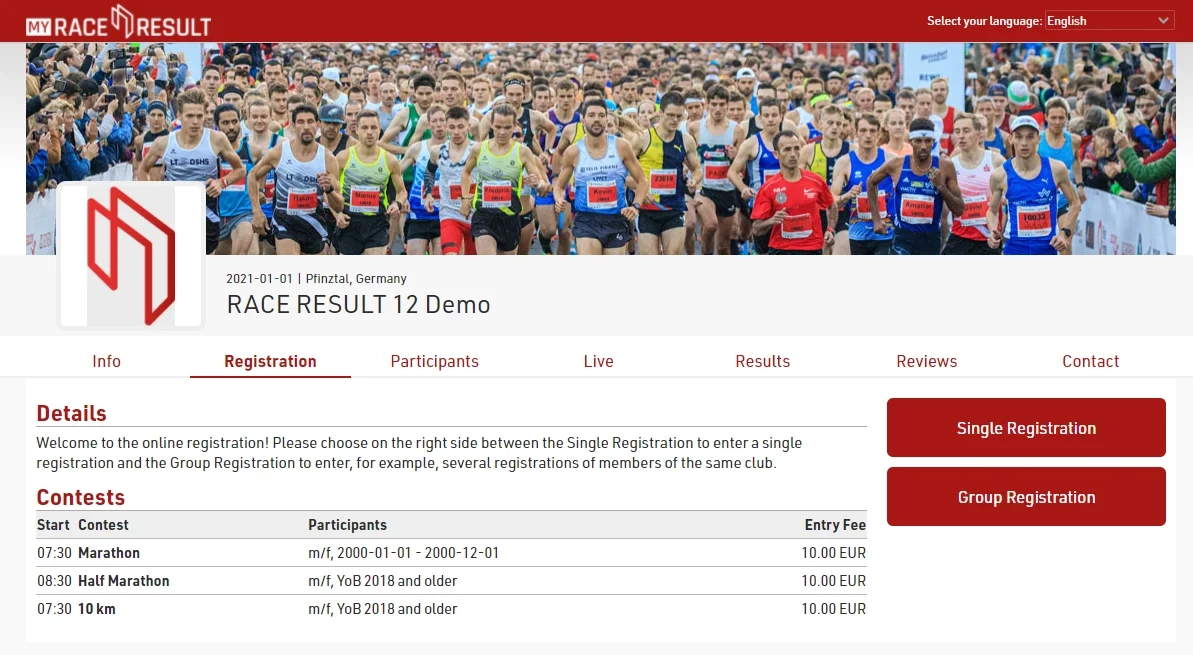 MY RACE RESULT
Select your language: English
2021-01-01 | Pfinztal, Germany
RACE RESULT 12 Demo
Info Registration Participants Live Results Reviews Contact
Details
Welcome to the online registration! Please choose on the right side between the Single Registration to enter a single
registration and the Group Registration to enter, for example, several registrations of members of the same club.
Single Registration
Group Registration
Contests
Start Contest Participants Entry Fee
07:30 Marathon m/f, 2000-01-01 - 2000-12-01 10.00 EUR
08:30 Half Marathon m/f, YoB 2018 and older 10.00 EUR
07:30 10 km m/f, YoB 2018 and older 10.00 EUR